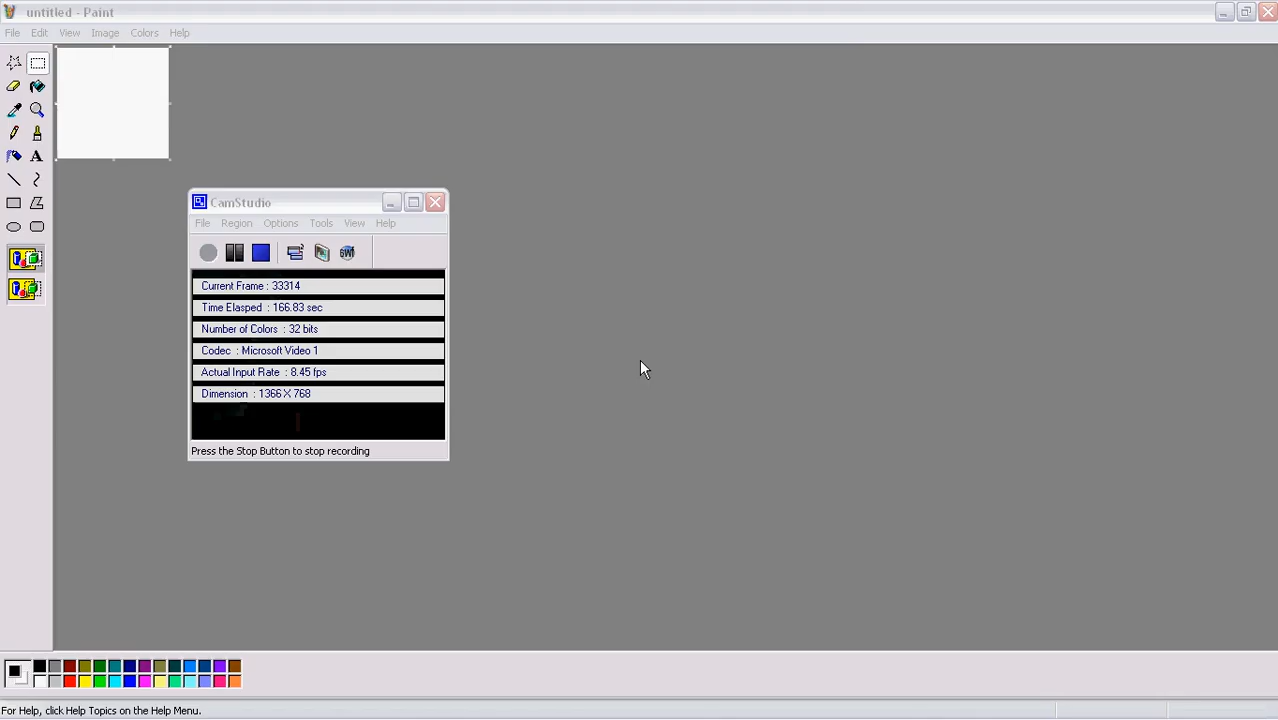 untitled - Paint
File Edit View Image Colors Help
A
CamStudio
File Region Options Tools View Help
SWF
Current Frame : 33314
Time Elasped : 166.83 sec
Number of Colors : 32 bits
Codec : Microsoft Video 1
Actual Input Rate : 8.45 fps
Dimension : 1366 X 768
Press the Stop Button to stop recording
For Help, click Help Topics on the Help Menu.